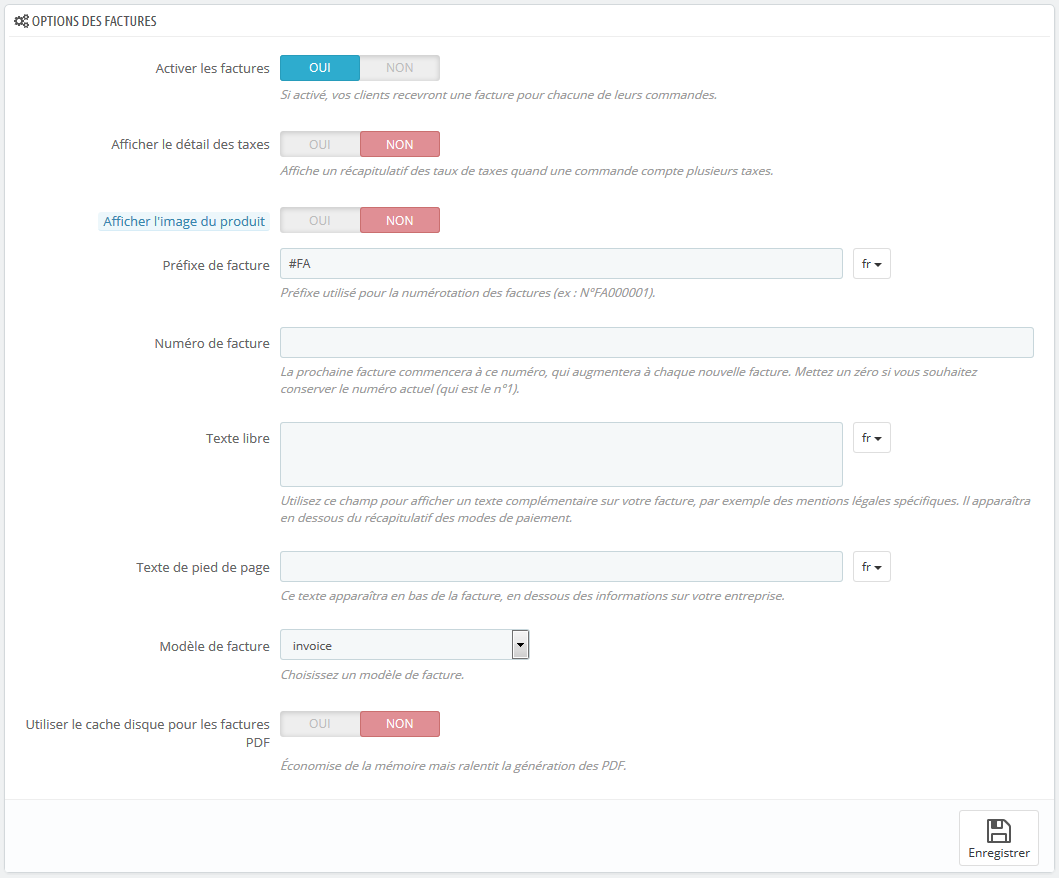 OPTIONS DES FACTURES
Activer les factures OUI NON
Si activé, vos clients recevront une facture pour chacune de leurs commandes.
Afficher le détail des taxes OUI NON
Affiche un récapitulatif des taux de taxes quand une commande compte plusieurs taxes.
Afficher l'image du produit OUI NON
Préfixe de facture #FA fr
Préfixe utilisé pour la numérotation des factures (ex : N°FA000001).
Numéro de facture
La prochaine facture commencera à ce numéro, qui augmentera à chaque nouvelle facture. Mettez un zéro si vous souhaitez
conserver le numéro actuel (qui est le n°1).
Texte libre fr
Utilisez ce champ pour afficher un texte complémentaire sur votre facture, par exemple des mentions légales spécifiques. Il apparaîtra
en dessous du récapitulatif des modes de paiement.
Texte de pied de page fr
Ce texte apparaîtra en bas de la facture, en dessous des informations sur votre entreprise.
Modèle de facture invoice
Choisissez un modèle de facture.
Utiliser le cache disque pour les factures OUI NON
PDF
Économise de la mémoire mais ralentit la génération des PDF.
Enregistrer